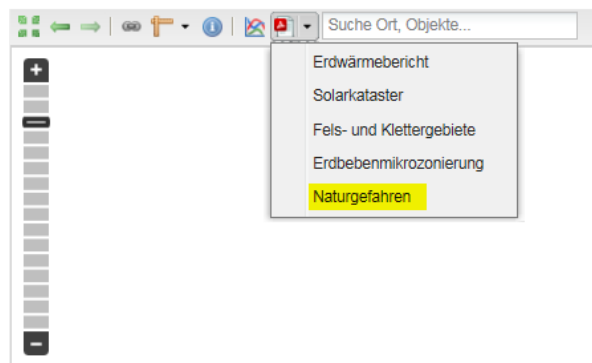 Suche Ort, Objekte...
Erdwärmebericht
Solarkataster
Fels- und Klettergebiete
Erdbebenmikrozonierung
Naturgefahren